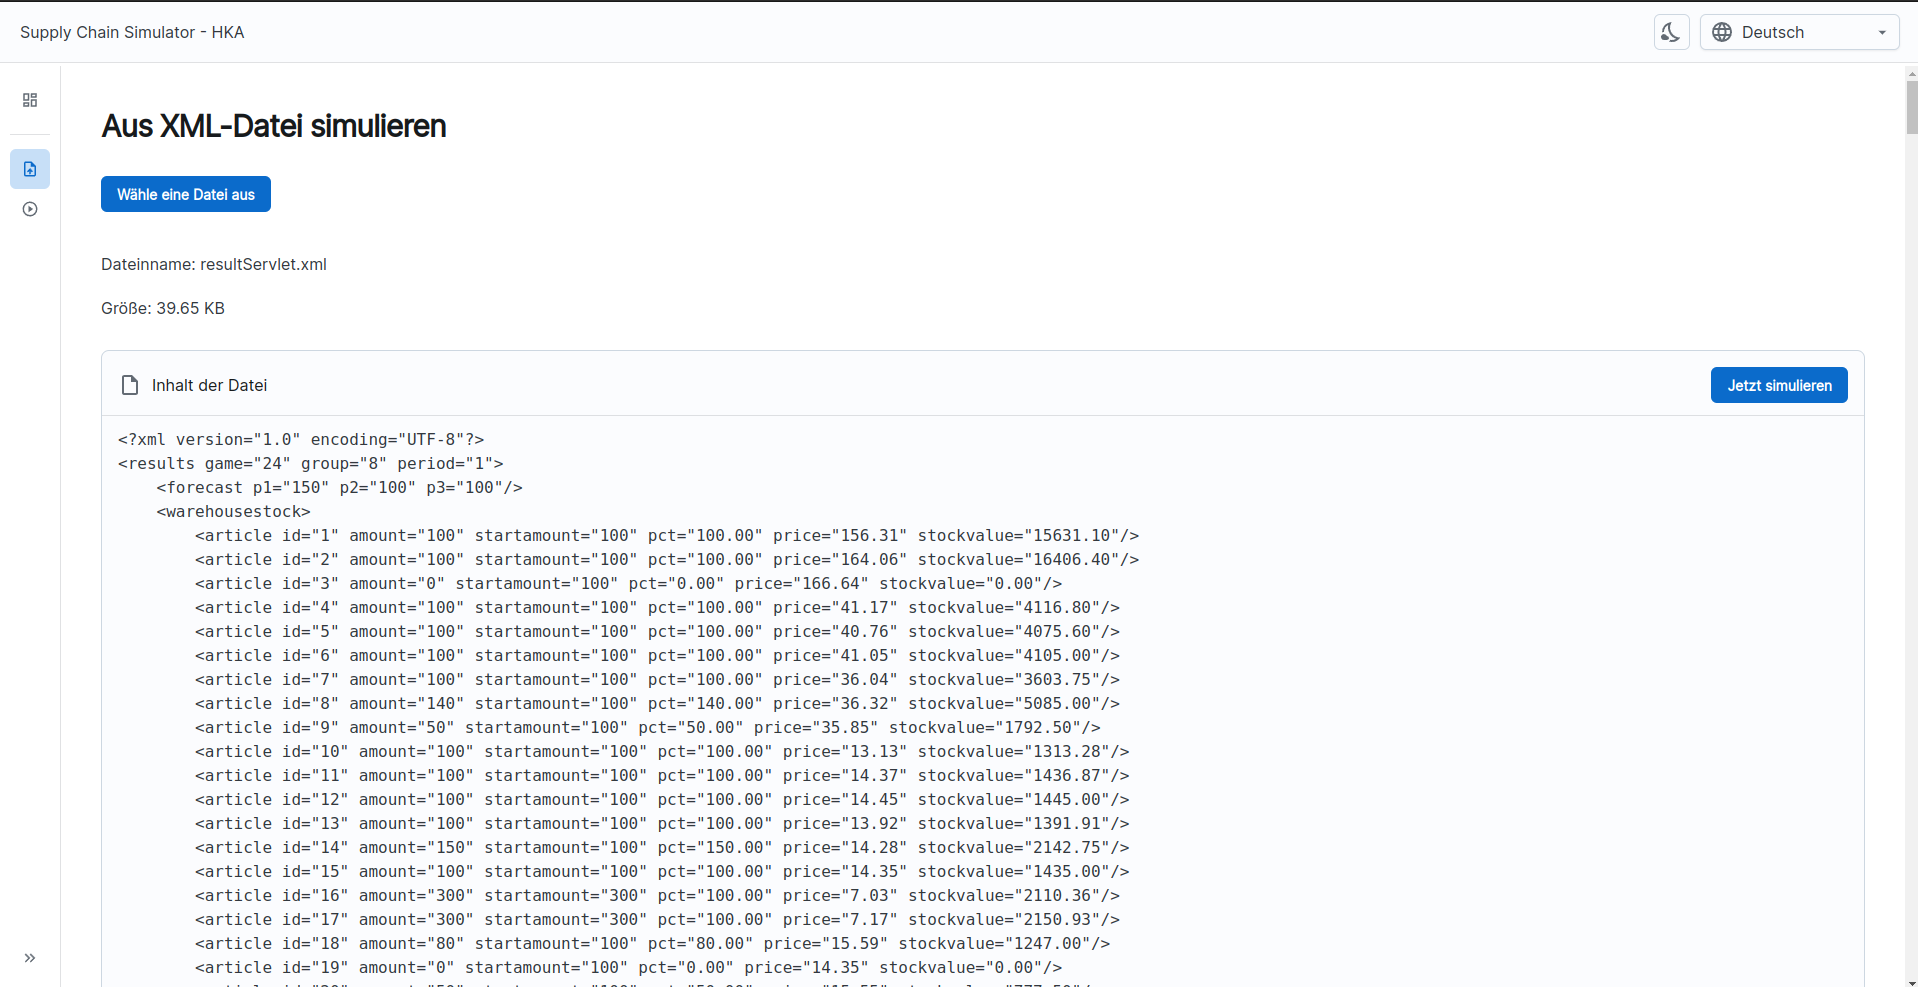 Supply Chain Simulator - HKA
Deutsch
Aus XML-Datei simulieren
Wähle eine Datei aus
Dateinname: resultServlet.xml
Größe: 39.65 KB
Inhalt der Datei
Jetzt simulieren
<?xml version="1.0" encoding="UTF-8"?>
<results game="24" group="8" period="1">
<forecast p1="150" p2="100" p3="100"/>
<warehousestock>
<article id="1" amount="100" startamount="100" pct="100.00" price="156.31" stockvalue="15631.10"/>
<article id="2" amount="100" startamount="100" pct="100.00" price="164.06" stockvalue="16406.40"/>
<article id="3" amount="0" startamount="100" pct="0.00" price="166.64" stockvalue="0.00"/>
<article id="4" amount="100" startamount="100" pct="100.00" price="41.17" stockvalue="4116.80"/>
<article id="5" amount="100" startamount="100" pct="100.00" price="40.76" stockvalue="4075.60"/>
<article id="6" amount="100" startamount="100" pct="100.00" price="41.05" stockvalue="4105.00"/>
<article id="7" amount="100" startamount="100" pct="100.00" price="36.04" stockvalue="3603.75"/>
<article id="8" amount="140" startamount="100" pct="140.00" price="36.32" stockvalue="5085.00"/>
<article id="9" amount="50" startamount="100" pct="50.00" price="35.85" stockvalue="1792.50"/>
<article id="10" amount="100" startamount="100" pct="100.00" price="13.13" stockvalue="1313.28"/>
<article id="11" amount="100" startamount="100" pct="100.00" price="14.37" stockvalue="1436.87"/>
<article id="12" amount="100" startamount="100" pct="100.00" price="14.45" stockvalue="1445.00"/>
<article id="13" amount="100" startamount="100" pct="100.00" price="13.92" stockvalue="1391.91"/>
<article id="14" amount="150" startamount="100" pct="150.00" price="14.28" stockvalue="2142.75"/>
<article id="15" amount="100" startamount="100" pct="100.00" price="14.35" stockvalue="1435.00"/>
<article id="16" amount="300" startamount="300" pct="100.00" price="7.03" stockvalue="2110.36"/>
<article id="17" amount="300" startamount="300" pct="100.00" price="7.17" stockvalue="2150.93"/>
<article id="18" amount="80" startamount="100" pct="80.00" price="15.59" stockvalue="1247.00"/>
<article id="19" amount="0" startamount="100" pct="0.00" price="14.35" stockvalue="0.00"/>